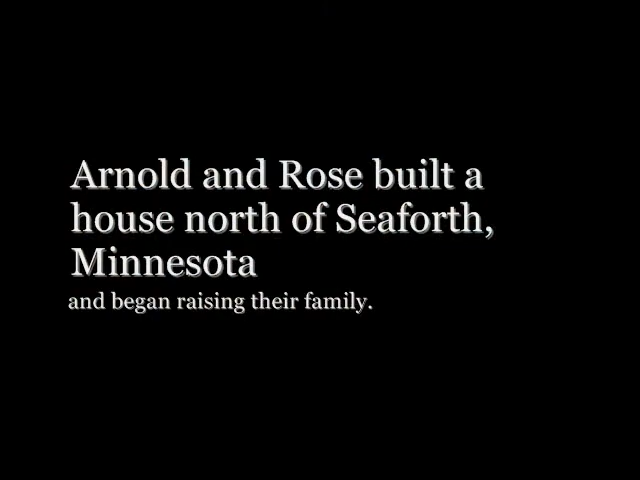 Arnold and Rose built a
house north of Seaforth,
Minnesota
and began raising their family.